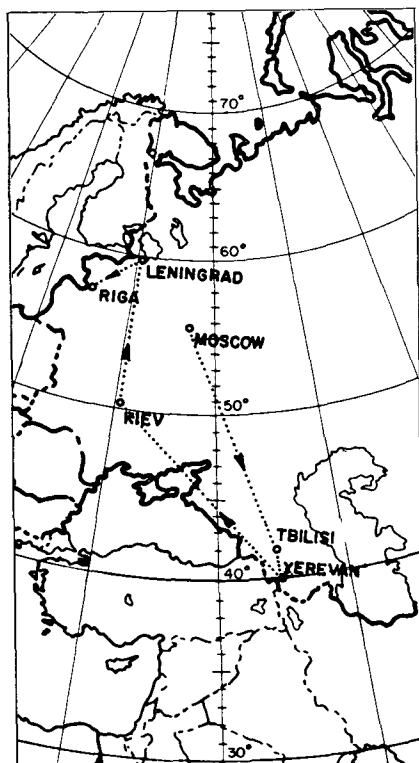 70°
60°
LENINGRAD
RIGA
MOSCOW
50°
KIEV
TBILISI
YEREVAN
40°
30°